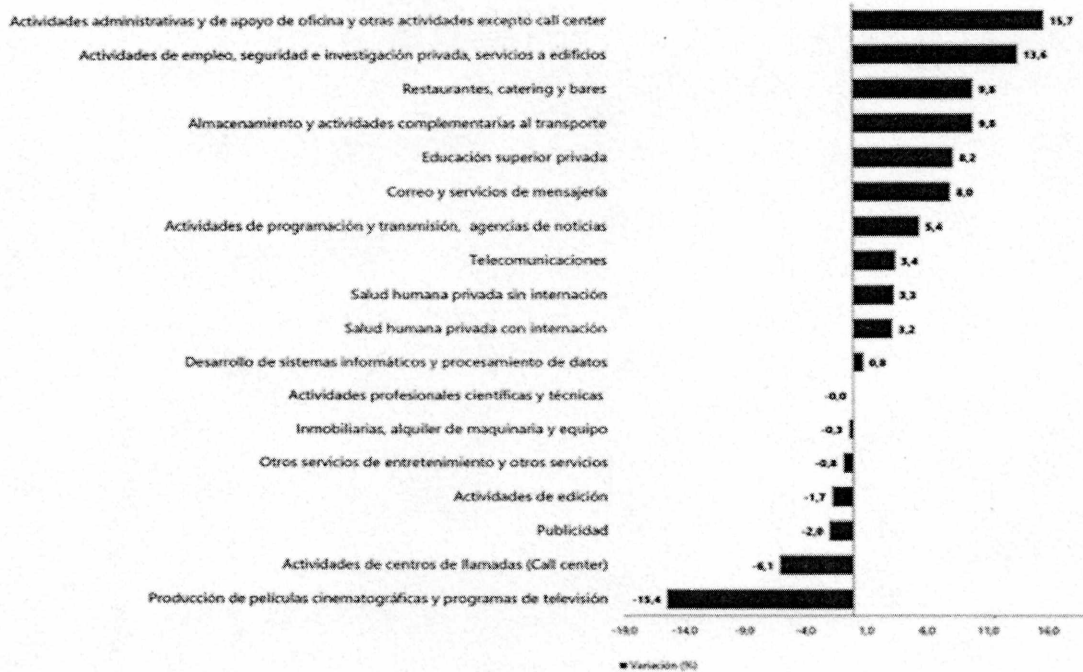 Actividades administrativas y de apoyo de oficina y otras actividades excepto call center 15,7
Actividades de empleo, seguridad e investigación privada, servicios a edificios 13,6
Restaurantes, catering y bares 9,8
Almacenamiento y actividades complementarias al transporte 9,8
Educación superior privada 8,2
Correo y servicios de mensajería 8,0
Actividades de programación y transmisión, agencias de noticias 5,4
Telecomunicaciones 3,4
Salud humana privada sin internación 3,3
Salud humana privada con internación 3,2
Desarrollo de sistemas informáticos y procesamiento de datos 0,8
Actividades profesionales científicas y técnicas -0,0
Inmobiliarias, alquiler de maquinaria y equipo -0,3
Otros servicios de entretenimiento y otros servicios -0,8
Actividades de edición -1,7
Publicidad -2,0
Actividades de centros de llamadas (Call center) -6,1
Producción de películas cinematográficas y programas de televisión -15,4
-19,0 -14,0 -9,0 -4,0 1,0 6,0 11,0 16,0
Variación (%)